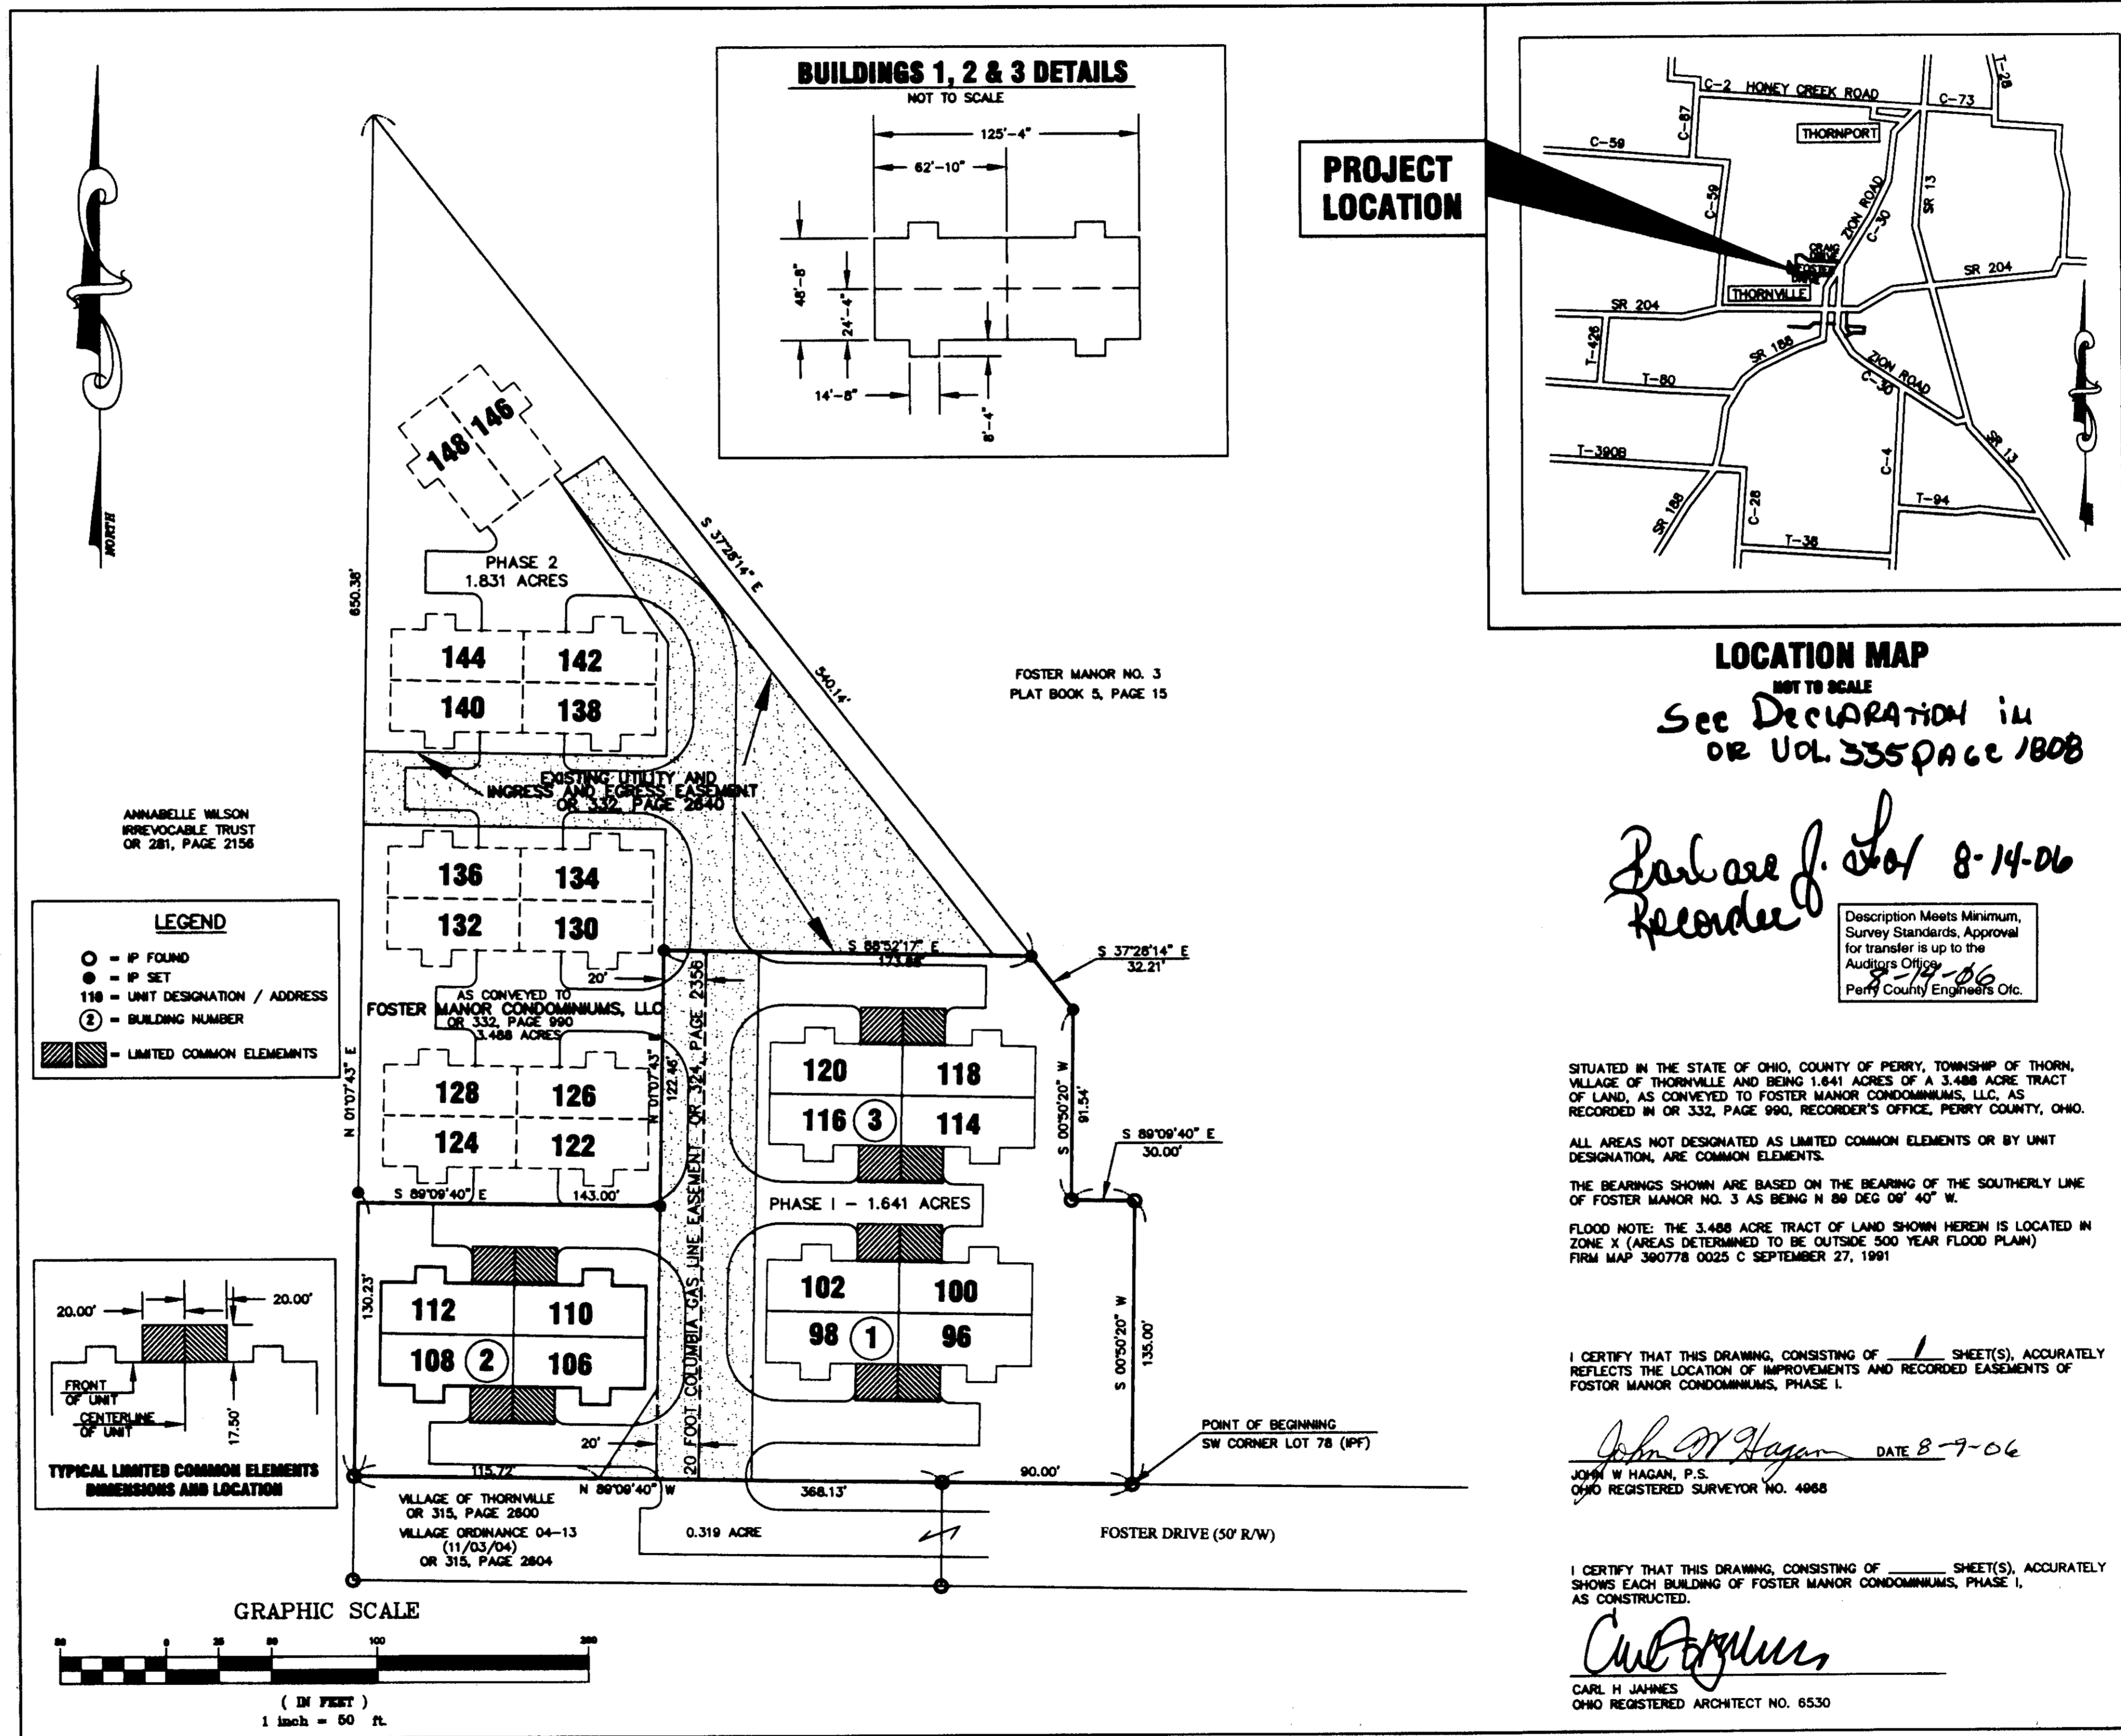 BUILDINGS 1, 2 & 3 DETAILS
NOT TO SCALE
125'-4"
62'-10"
48'-8"
24'-4"
14'-8"
8'-4"
PROJECT
LOCATION
C-2 HONEY CREEK ROAD
C-73
T-28
C-87
THORNPORT
C-59
C-59
ZION ROAD
C-30
SR 13
CRAIG
DRIVE
FOSTER
DRIVE
SR 204
THORNVILLE
SR 204
T-426
SR 188
ZION ROAD
C-30
T-80
SR 13
T-390B
C-4
SR 188
C-28
T-94
T-38
LOCATION MAP
NOT TO SCALE
See DECLARATION in
OR VOL. 335 PAGE 1808
Barbara J. Fox 8-14-06
Recorder
Description Meets Minimum,
Survey Standards, Approval
for transfer is up to the
Auditors Office.
8-14-06
Perry County Engineers Ofc.
NORTH
148 146
PHASE 2
1.831 ACRES
650.38'
S 37°28'14" E
540.14'
144 142
140 138
FOSTER MANOR NO. 3
PLAT BOOK 5, PAGE 15
EXISTING UTILITY AND
INGRESS AND EGRESS EASEMENT
OR 332, PAGE 2640
ANNABELLE WILSON
IRREVOCABLE TRUST
OR 281, PAGE 2156
136 134
132 130
LEGEND
= IP FOUND
= IP SET
118 = UNIT DESIGNATION / ADDRESS
2 = BUILDING NUMBER
= LIMITED COMMON ELEMEMNTS
S 88°52'17" E
173.88'
S 37°28'14" E
32.21'
20'
AS CONVEYED TO
FOSTER MANOR CONDOMINIUMS, LLC
OR 332, PAGE 990
3.488 ACRES
N 01°07'43" E
N 01°07'43" E
122.46'
20 FOOT COLUMBIA GAS LINE EASEMENT OR 324, PAGE 2356
128 126
124 122
120 118
116 3 114
S 00°50'20" W
91.54'
S 89°09'40" E
30.00'
S 89°09'40" E 143.00'
PHASE I - 1.641 ACRES
130.23'
112 110
108 2 106
102 100
98 1 96
S 00°50'20" W
135.00'
20.00'
20.00'
FRONT
OF UNIT
CENTERLINE
OF UNIT
17.50'
TYPICAL LIMITED COMMON ELEMENTS
DIMENSIONS AND LOCATION
20'
POINT OF BEGINNING
SW CORNER LOT 78 (IPF)
115.72'
N 89°09'40" W
368.13'
90.00'
VILLAGE OF THORNVILLE
OR 315, PAGE 2600
VILLAGE ORDINANCE 04-13
(11/03/04)
OR 315, PAGE 2604
0.319 ACRE
FOSTER DRIVE (50' R/W)
GRAPHIC SCALE
50 0 25 50 100 200
( IN FEET )
1 inch = 50 ft.
SITUATED IN THE STATE OF OHIO, COUNTY OF PERRY, TOWNSHIP OF THORN,
VILLAGE OF THORNVILLE AND BEING 1.641 ACRES OF A 3.488 ACRE TRACT
OF LAND, AS CONVEYED TO FOSTER MANOR CONDOMINIUMS, LLC, AS
RECORDED IN OR 332, PAGE 990, RECORDER'S OFFICE, PERRY COUNTY, OHIO.
ALL AREAS NOT DESIGNATED AS LIMITED COMMON ELEMENTS OR BY UNIT
DESIGNATION, ARE COMMON ELEMENTS.
THE BEARINGS SHOWN ARE BASED ON THE BEARING OF THE SOUTHERLY LINE
OF FOSTER MANOR NO. 3 AS BEING N 89 DEG 09' 40" W.
FLOOD NOTE: THE 3.488 ACRE TRACT OF LAND SHOWN HEREIN IS LOCATED IN
ZONE X (AREAS DETERMINED TO BE OUTSIDE 500 YEAR FLOOD PLAIN)
FIRM MAP 390778 0025 C SEPTEMBER 27, 1991
I CERTIFY THAT THIS DRAWING, CONSISTING OF 1 SHEET(S), ACCURATELY
REFLECTS THE LOCATION OF IMPROVEMENTS AND RECORDED EASEMENTS OF
FOSTOR MANOR CONDOMINIUMS, PHASE I.
John W Hagan DATE 8-9-06
JOHN W HAGAN, P.S.
OHIO REGISTERED SURVEYOR NO. 4968
I CERTIFY THAT THIS DRAWING, CONSISTING OF ______ SHEET(S), ACCURATELY
SHOWS EACH BUILDING OF FOSTER MANOR CONDOMINIUMS, PHASE I,
AS CONSTRUCTED.
CARL H JAHNES
OHIO REGISTERED ARCHITECT NO. 6530